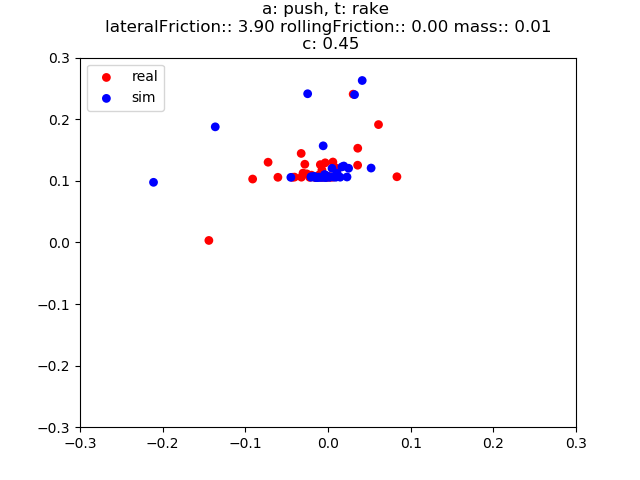 a: push, t: rake
lateralFriction:: 3.90 rollingFriction:: 0.00 mass:: 0.01
c: 0.45
real
sim
0.3
0.2
0.1
0.0
−0.1
−0.2
−0.3
−0.3 −0.2 −0.1 0.0 0.1 0.2 0.3